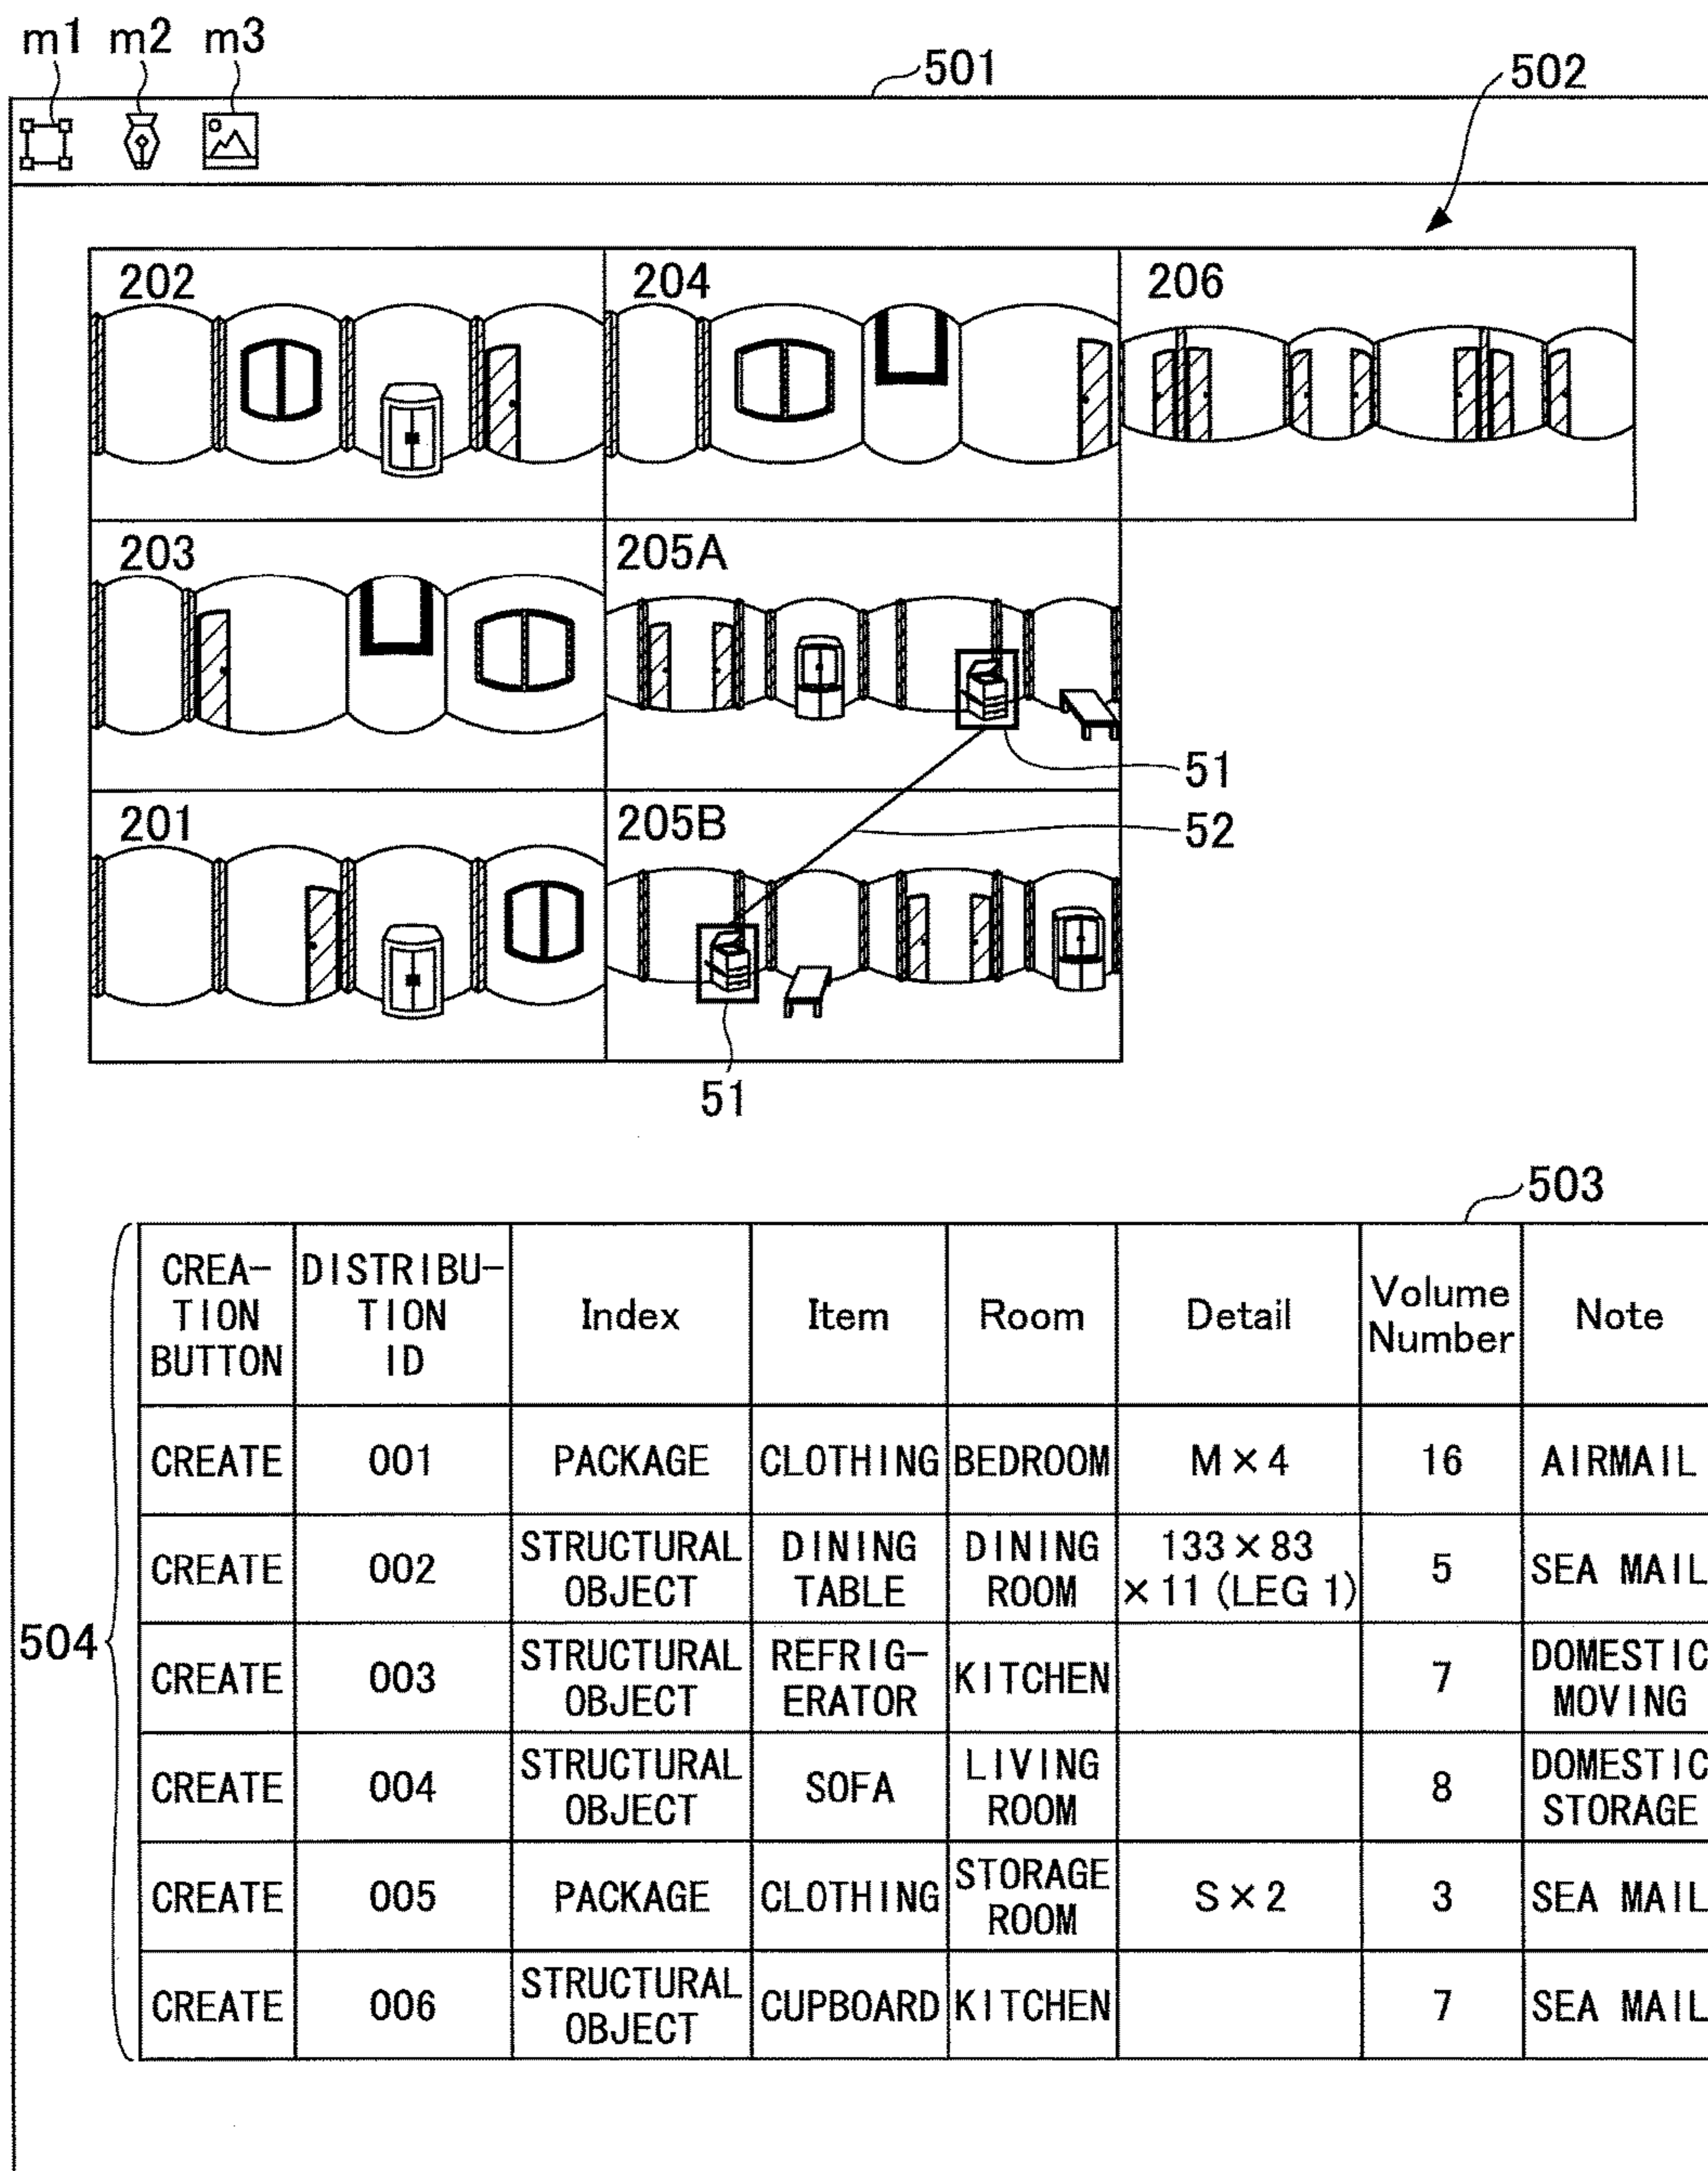 m1 m2 m3
501
502
202
204
206
203
205A
51
201
205B
52
51
503
504
CREA-
TION
BUTTON
DISTRIBU-
TION
ID
Index
Item
Room
Detail
Volume
Number
Note
CREATE
001
PACKAGE
CLOTHING
BEDROOM
M × 4
16
AIRMAIL
CREATE
002
STRUCTURAL
OBJECT
DINING
TABLE
DINING
ROOM
133 × 83
× 11 (LEG 1)
5
SEA MAIL
CREATE
003
STRUCTURAL
OBJECT
REFRIG-
ERATOR
KITCHEN
7
DOMESTIC
MOVING
CREATE
004
STRUCTURAL
OBJECT
SOFA
LIVING
ROOM
8
DOMESTIC
STORAGE
CREATE
005
PACKAGE
CLOTHING
STORAGE
ROOM
S × 2
3
SEA MAIL
CREATE
006
STRUCTURAL
OBJECT
CUPBOARD
KITCHEN
7
SEA MAIL